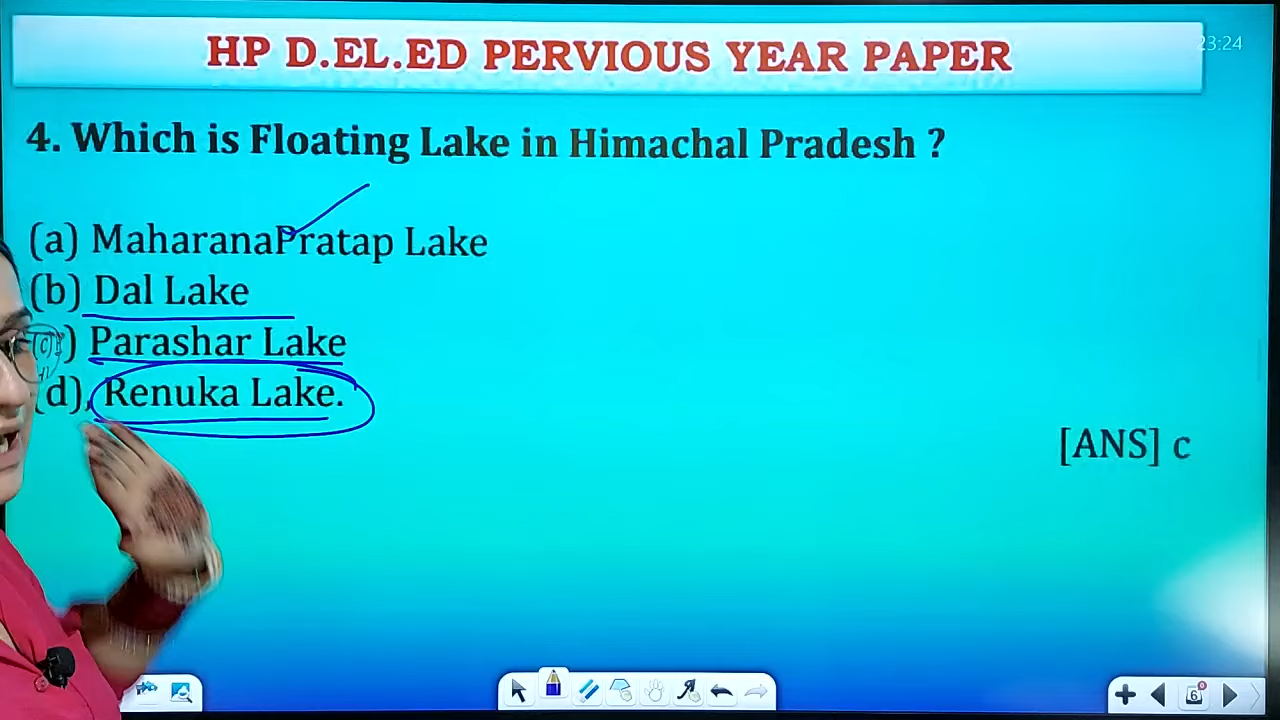 HP D.EL.ED PERVIOUS YEAR PAPER
23:24
4. Which is Floating Lake in Himachal Pradesh ?
(a) MaharanaPratap Lake
(b) Dal Lake
(c) Parashar Lake
(d), Renuka Lake.
[ANS] c
6